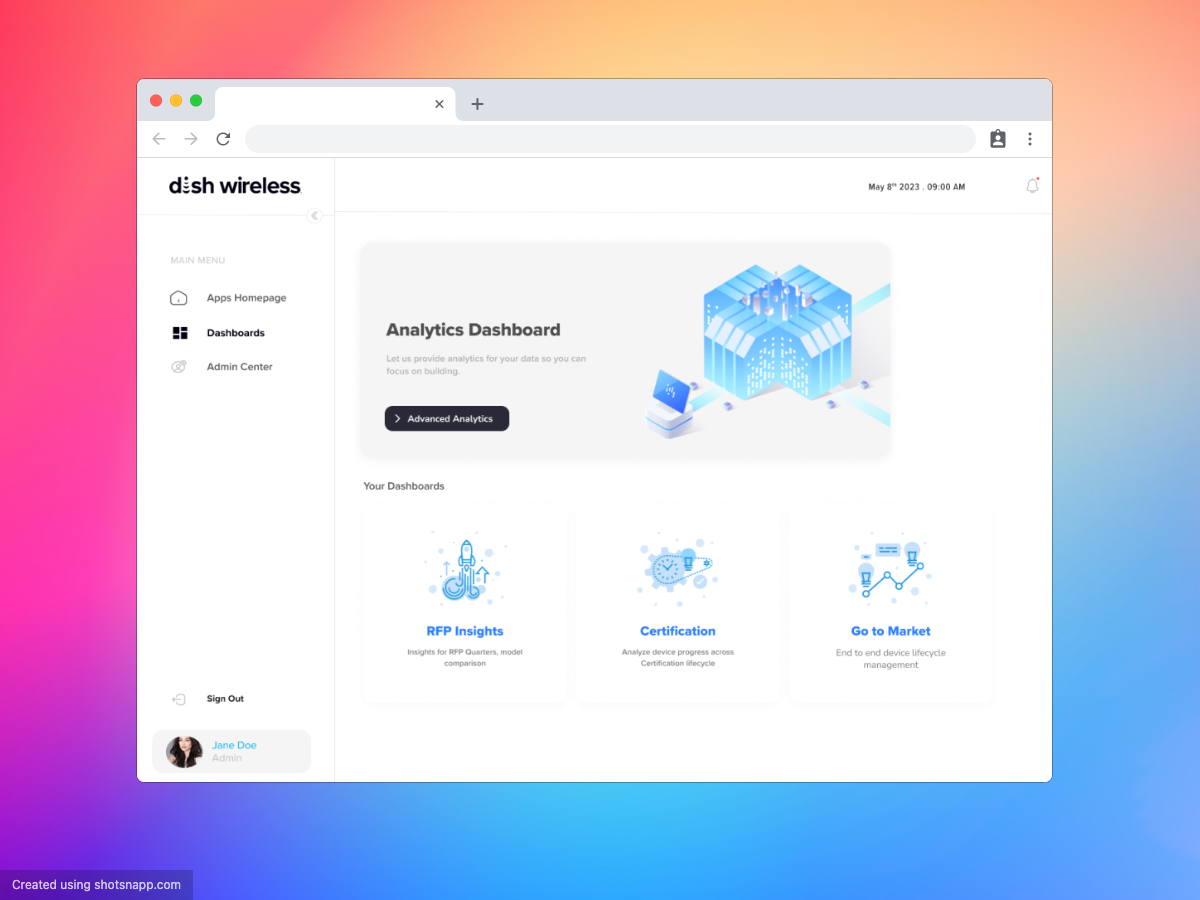 dish wireless
May 8th 2023 . 09:00 AM
MAIN MENU
Apps Homepage
Dashboards
Admin Center
Analytics Dashboard
Let us provide analytics for your data so you can
focus on building.
Advanced Analytics
Your Dashboards
RFP Insights
Insights for RFP Quarters, model
comparison
Certification
Analyze device progress across
Certification lifecycle
Go to Market
End to end device lifecycle
management
Sign Out
Jane Doe
Admin
Created using shotsnapp.com